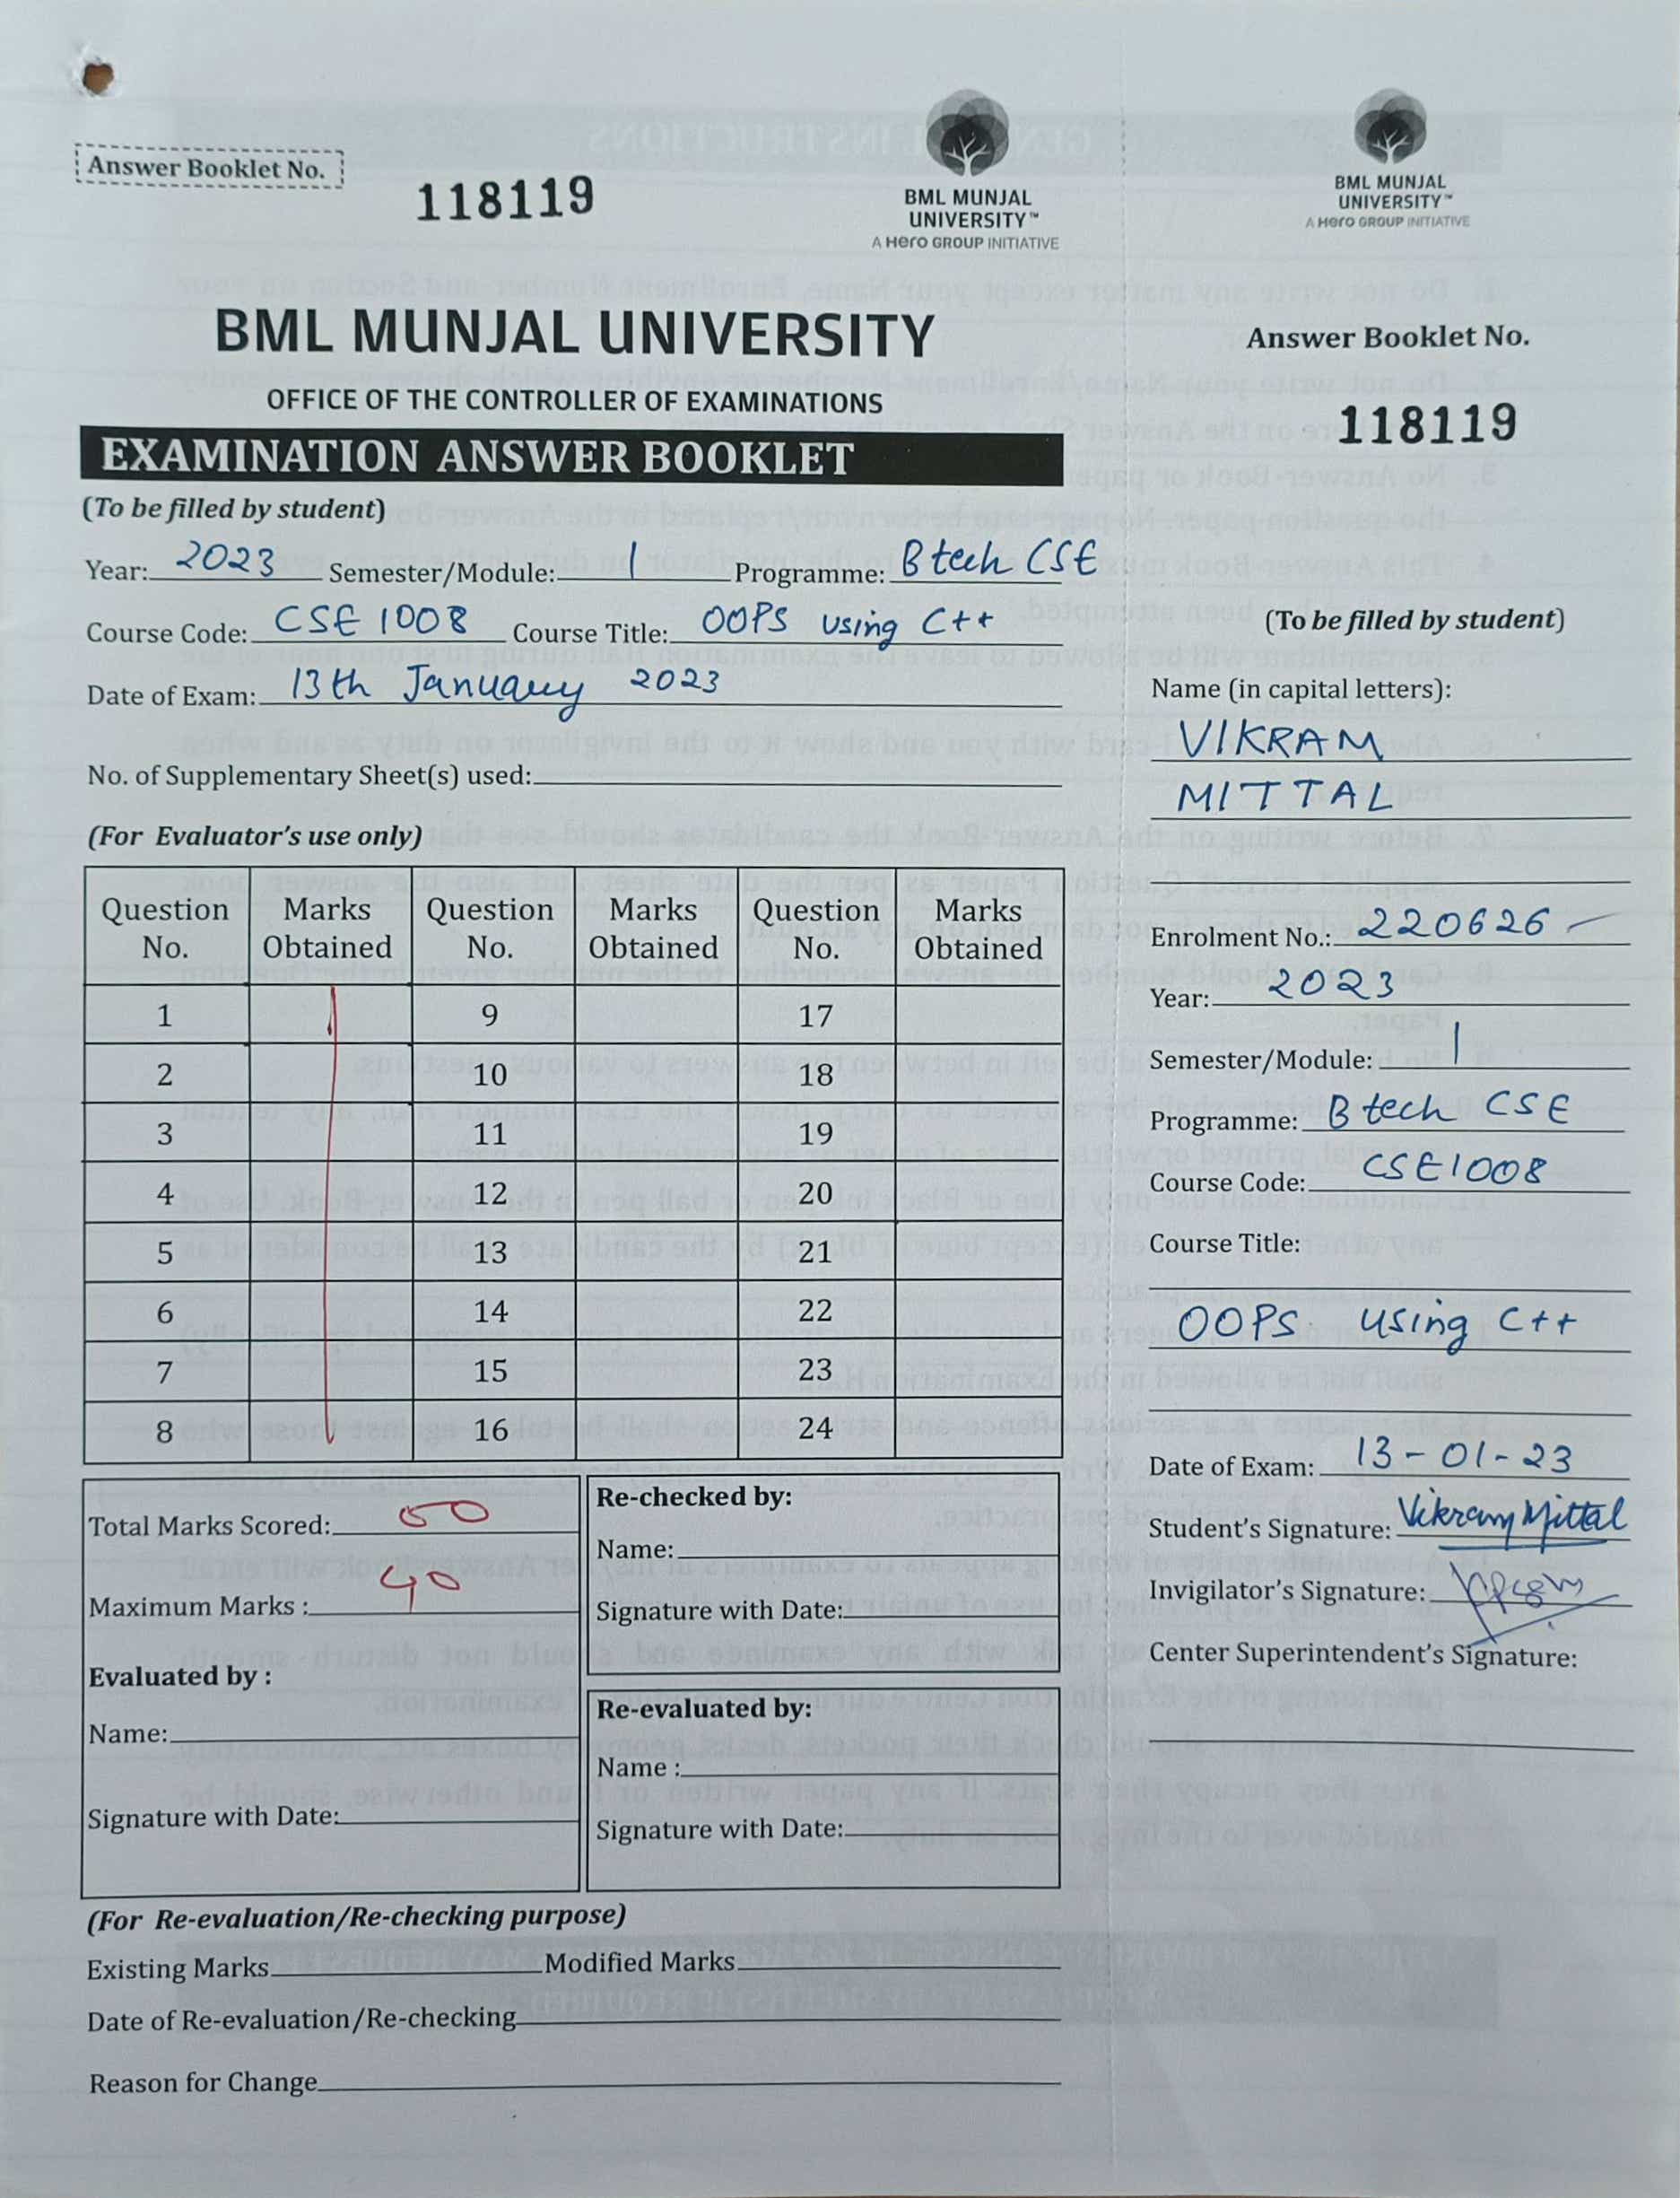 Answer Booklet No.
118119
BML MUNJAL
UNIVERSITY™
A Hero GROUP INITIATIVE
BML MUNJAL UNIVERSITY
OFFICE OF THE CONTROLLER OF EXAMINATIONS
EXAMINATION ANSWER BOOKLET
(To be filled by student)
Year: 2023 Semester/Module: 1 Programme: B tech CSE
Course Code: CSE 1008 Course Title: OOPS using C++
Date of Exam: 13th January 2023
No. of Supplementary Sheet(s) used:
(For Evaluator's use only)
Question No. Marks Obtained Question No. Marks Obtained Question No. Marks Obtained
1 9 17
2 10 18
3 11 19
4 12 20
5 13 21
6 14 22
7 15 23
8 16 24
Total Marks Scored: 50
Maximum Marks : 40
Evaluated by :
Name:
Signature with Date:
Re-checked by:
Name:
Signature with Date:
Re-evaluated by:
Name :
Signature with Date:
(For Re-evaluation/Re-checking purpose)
Existing Marks Modified Marks
Date of Re-evaluation/Re-checking
Reason for Change
BML MUNJAL
UNIVERSITY™
A Hero GROUP INITIATIVE
Answer Booklet No.
118119
(To be filled by student)
Name (in capital letters):
VIKRAM
MITTAL
Enrolment No.: 220626
Year: 2023
Semester/Module: 1
Programme: B tech CSE
Course Code: CSE1008
Course Title:
OOPS using C++
Date of Exam: 13-01-23
Student's Signature: Vikram Mittal
Invigilator's Signature:
Center Superintendent's Signature: